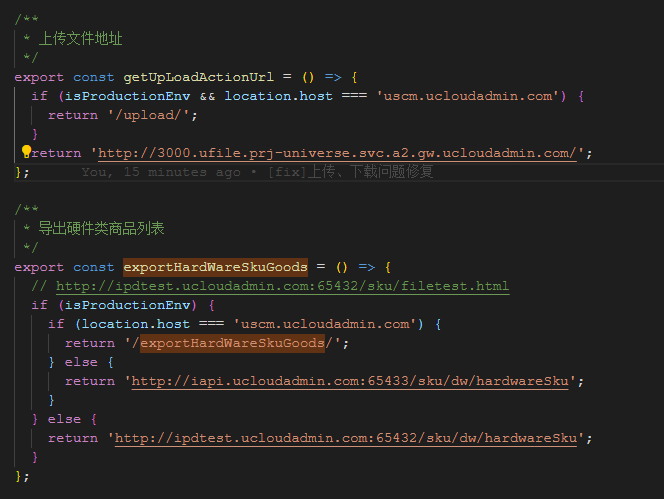 /**
 * 上传文件地址
 */
export const getUpLoadActionUrl = () => {
  if (isProductionEnv && location.host === 'uscm.ucloudadmin.com') {
    return '/upload/';
  }
  return 'http://3000.ufile.prj-universe.svc.a2.gw.ucloudadmin.com/';
};      You, 15 minutes ago • [fix]上传、下载问题修复
/**
 * 导出硬件类商品列表
 */
export const exportHardWareSkuGoods = () => {
  // http://ipdtest.ucloudadmin.com:65432/sku/filetest.html
  if (isProductionEnv) {
    if (location.host === 'uscm.ucloudadmin.com') {
      return '/exportHardWareSkuGoods/';
    } else {
      return 'http://iapi.ucloudadmin.com:65433/sku/dw/hardwareSku';
    }
  } else {
    return 'http://ipdtest.ucloudadmin.com:65432/sku/dw/hardwareSku';
  }
};